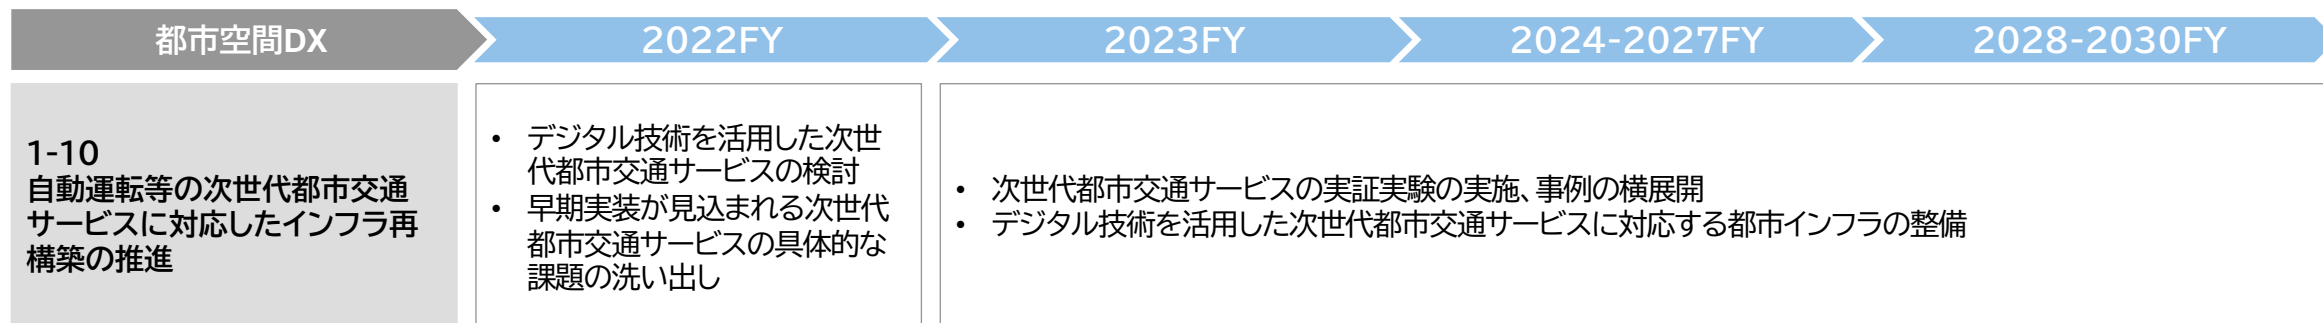 都市空間DX
2022FY
2023FY
2024-2027FY
2028-2030FY
1-10
自動運転等の次世代都市交通
サービスに対応したインフラ再
構築の推進
• デジタル技術を活用した次世
代都市交通サービスの検討
• 早期実装が見込まれる次世代
都市交通サービスの具体的な
課題の洗い出し
• 次世代都市交通サービスの実証実験の実施、事例の横展開
• デジタル技術を活用した次世代都市交通サービスに対応する都市インフラの整備